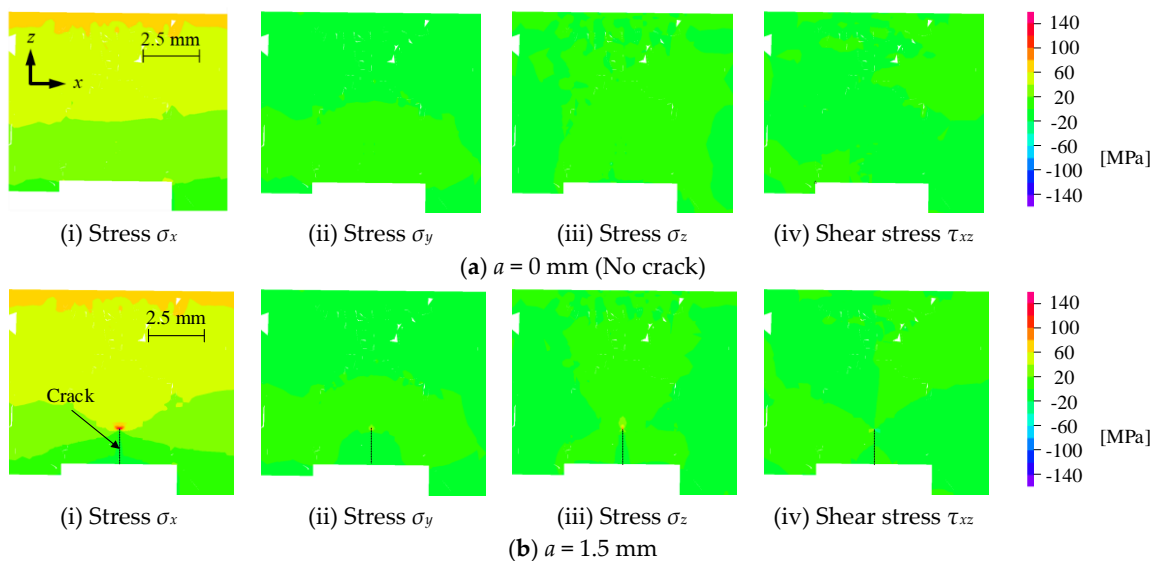 z
x
2.5 mm
140
100
60
20
-20
-60
-100
-140
[MPa]
(i) Stress σx
(ii) Stress σy
(iii) Stress σz
(iv) Shear stress τxz
(a) a = 0 mm (No crack)
2.5 mm
Crack
140
100
60
20
-20
-60
-100
-140
[MPa]
(i) Stress σx
(ii) Stress σy
(iii) Stress σz
(iv) Shear stress τxz
(b) a = 1.5 mm